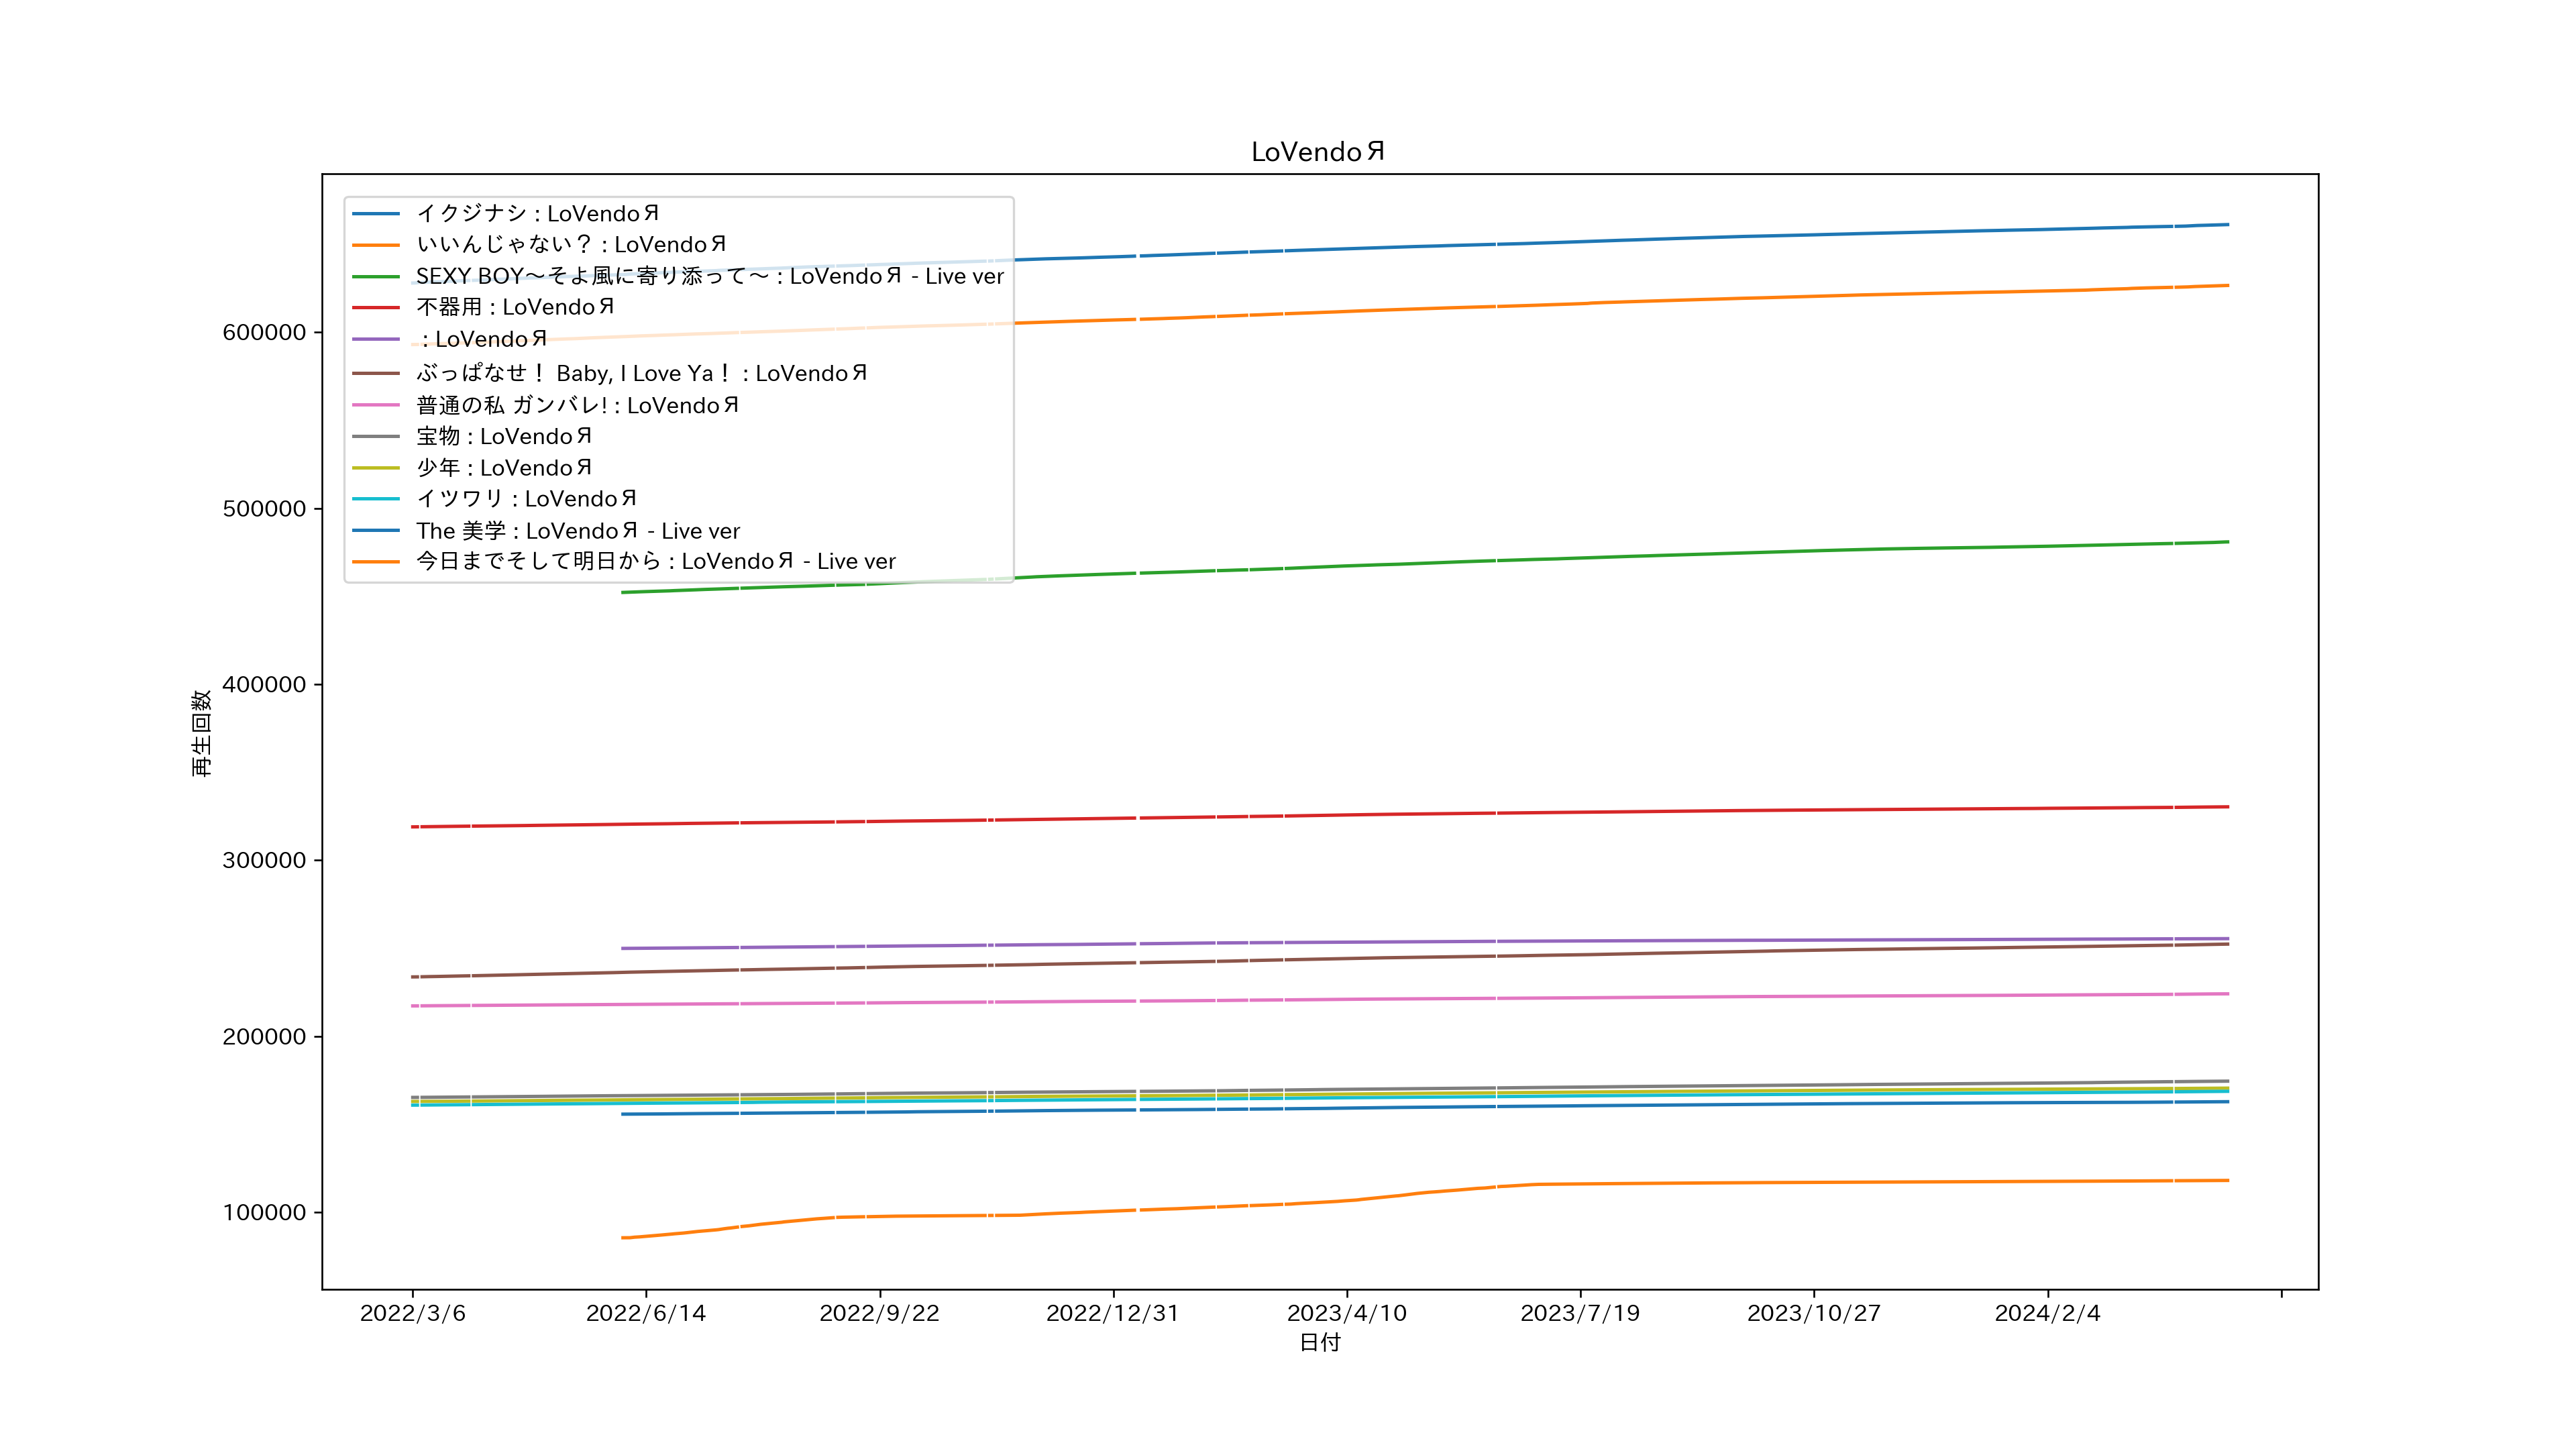 LoVendoЯ
イクジナシ : LoVendoЯ
いいんじゃない？ : LoVendoЯ
SEXY BOY〜そよ風に寄り添って〜 : LoVendoЯ - Live ver
不器用 : LoVendoЯ
: LoVendoЯ
ぶっぱなせ！ Baby, I Love Ya！ : LoVendoЯ
普通の私 ガンバレ! : LoVendoЯ
宝物 : LoVendoЯ
少年 : LoVendoЯ
イツワリ : LoVendoЯ
The 美学 : LoVendoЯ - Live ver
今日までそして明日から : LoVendoЯ - Live ver
600000
500000
400000
300000
200000
100000
再生回数
2022/3/6 2022/6/14 2022/9/22 2022/12/31 2023/4/10 2023/7/19 2023/10/27 2024/2/4
日付